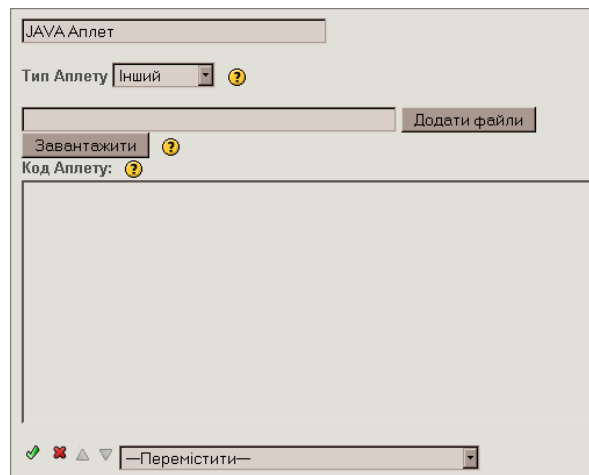 JAVA Аплет
Тип Аплету Інший ?
Додати файли
Завантажити ?
Код Аплету: ?
—Перемістити—